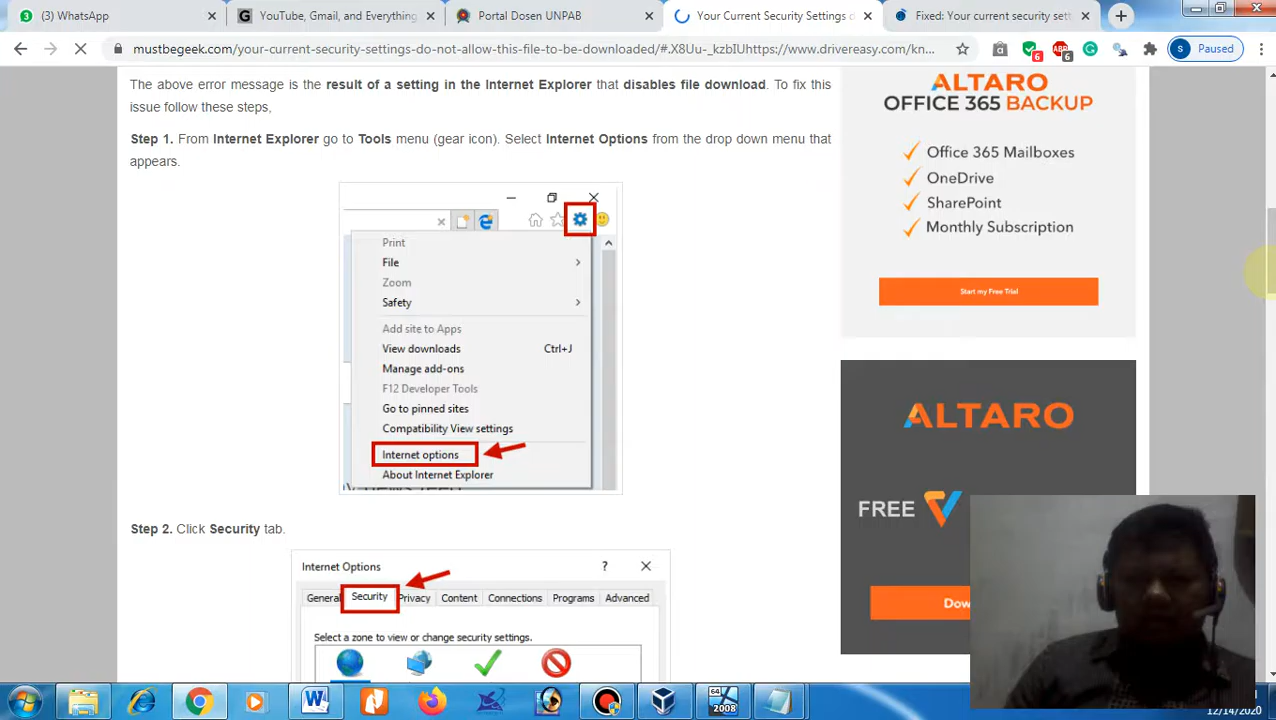 (3) WhatsApp
YouTube, Gmail, and Everything
Portal Dosen UNPAB
Your Current Security Settings d
Fixed: Your current security sett
mustbegeek.com/your-current-security-settings-do-not-allow-this-file-to-be-downloaded/#.X8Uu-_kzbIUhttps://www.drivereasy.com/kn...
6
6
S
Paused
The above error message is the result of a setting in the Internet Explorer that disables file download. To fix this
issue follow these steps,
Step 1. From Internet Explorer go to Tools menu (gear icon). Select Internet Options from the drop down menu that
appears.
Print
File
Zoom
Safety
Add site to Apps
View downloads Ctrl+J
Manage add-ons
F12 Developer Tools
Go to pinned sites
Compatibility View settings
Internet options
About Internet Explorer
Step 2. Click Security tab.
Internet Options
General Security Privacy Content Connections Programs Advanced
Select a zone to view or change security settings.
ALTARO
OFFICE 365 BACKUP
Office 365 Mailboxes
OneDrive
SharePoint
Monthly Subscription
Start my Free Trial
ALTARO
FREE
64
2008
12/14/2020